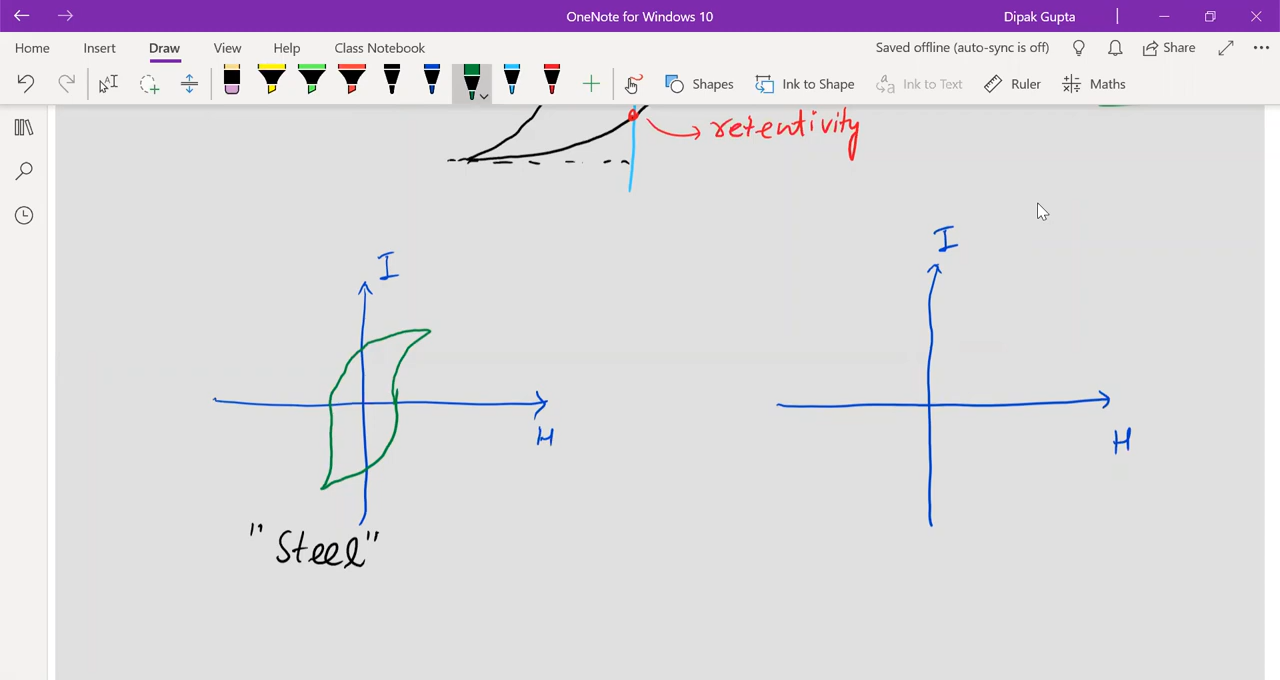 OneNote for Windows 10
Dipak Gupta
Home Insert Draw View Help Class Notebook
Saved offline (auto-sync is off)
Share
Shapes
Ink to Shape
Ink to Text
Ruler
Maths
retentivity
I
H
"Steel"
I
H